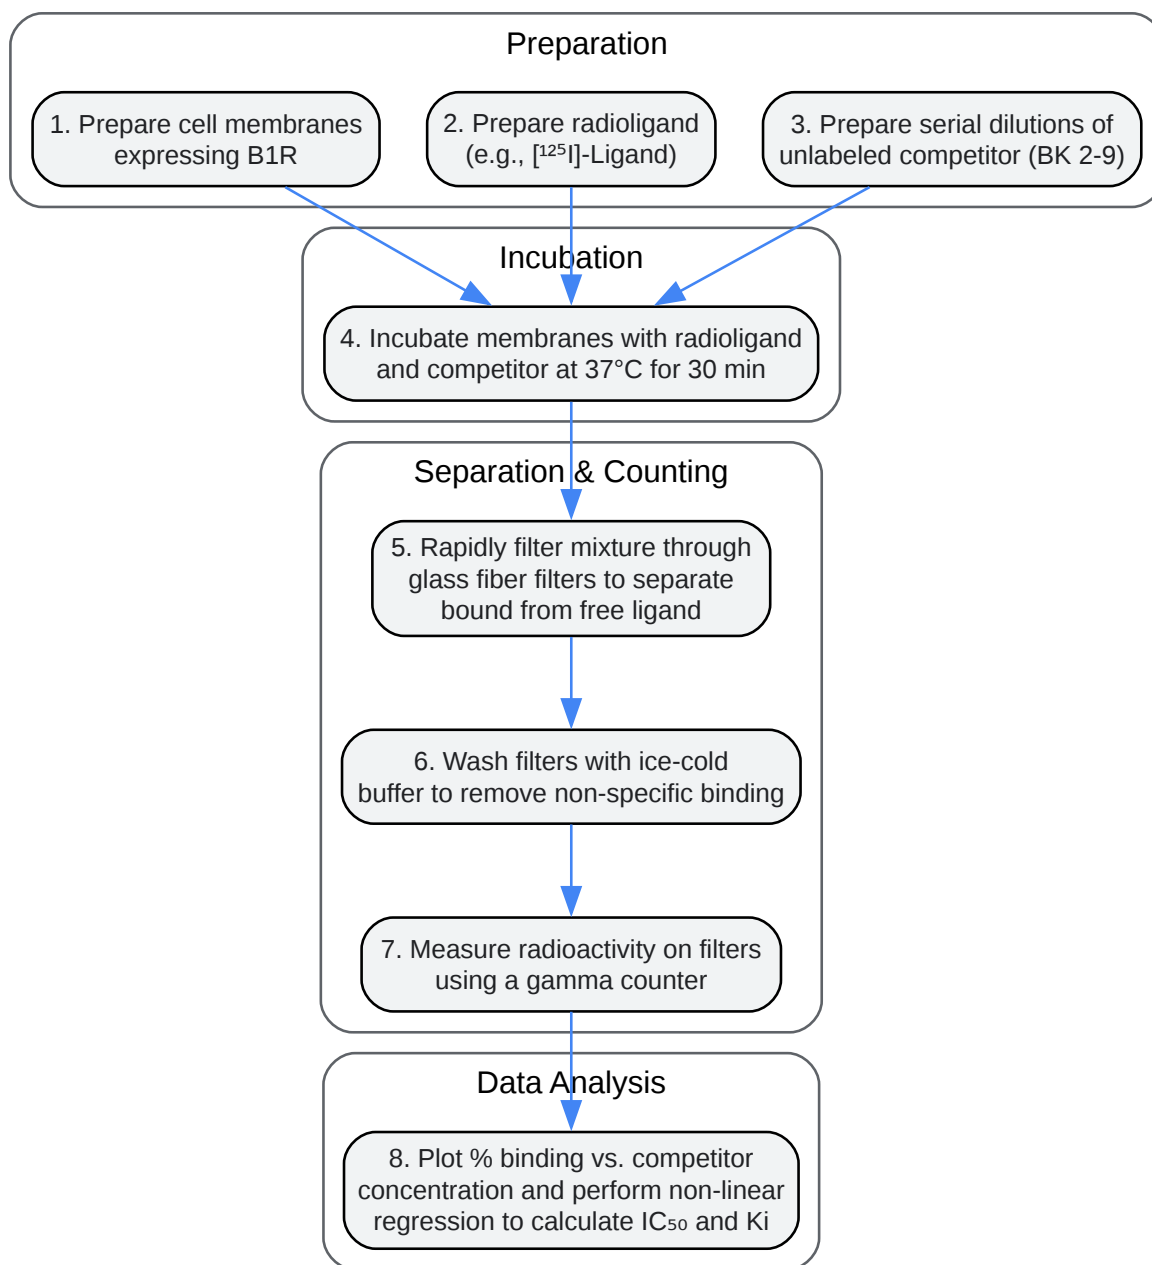 Preparation
1. Prepare cell membranes
expressing B1R
2. Prepare radioligand
(e.g., [¹²⁵I]-Ligand)
3. Prepare serial dilutions of
unlabeled competitor (BK 2-9)
Incubation
4. Incubate membranes with radioligand
and competitor at 37°C for 30 min
Separation & Counting
5. Rapidly filter mixture through
glass fiber filters to separate
bound from free ligand
6. Wash filters with ice-cold
buffer to remove non-specific binding
7. Measure radioactivity on filters
using a gamma counter
Data Analysis
8. Plot % binding vs. competitor
concentration and perform non-linear
regression to calculate IC₅₀ and Ki